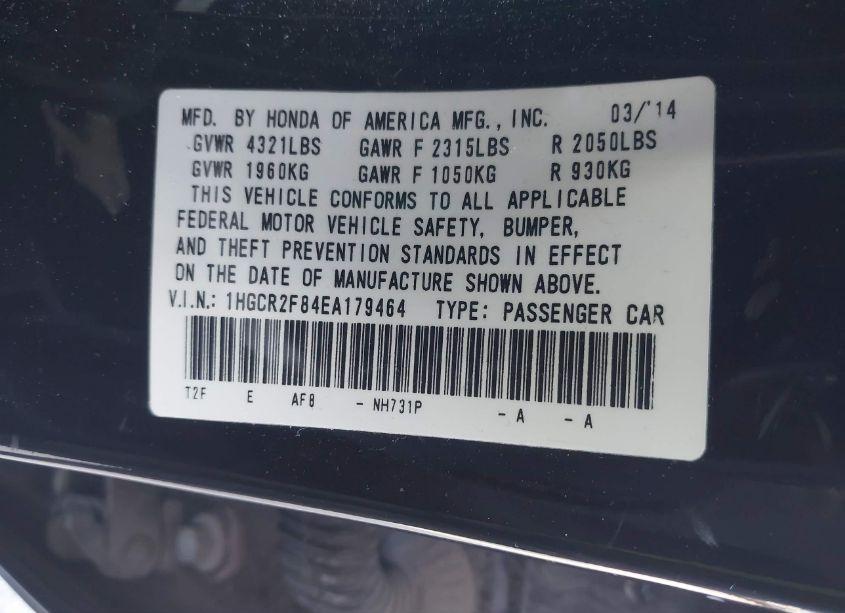 MFD. BY HONDA OF AMERICA MFG., INC. 03/'14
GVWR 4321LBS GAWR F 2315LBS R 2050LBS
GVWR 1960KG GAWR F 1050KG R 930KG
THIS VEHICLE CONFORMS TO ALL APPLICABLE
FEDERAL MOTOR VEHICLE SAFETY, BUMPER,
AND THEFT PREVENTION STANDARDS IN EFFECT
ON THE DATE OF MANUFACTURE SHOWN ABOVE.
V.I.N.: 1HGCR2F84EA179464 TYPE: PASSENGER CAR
T2F E AF8 - NH731P - A - A